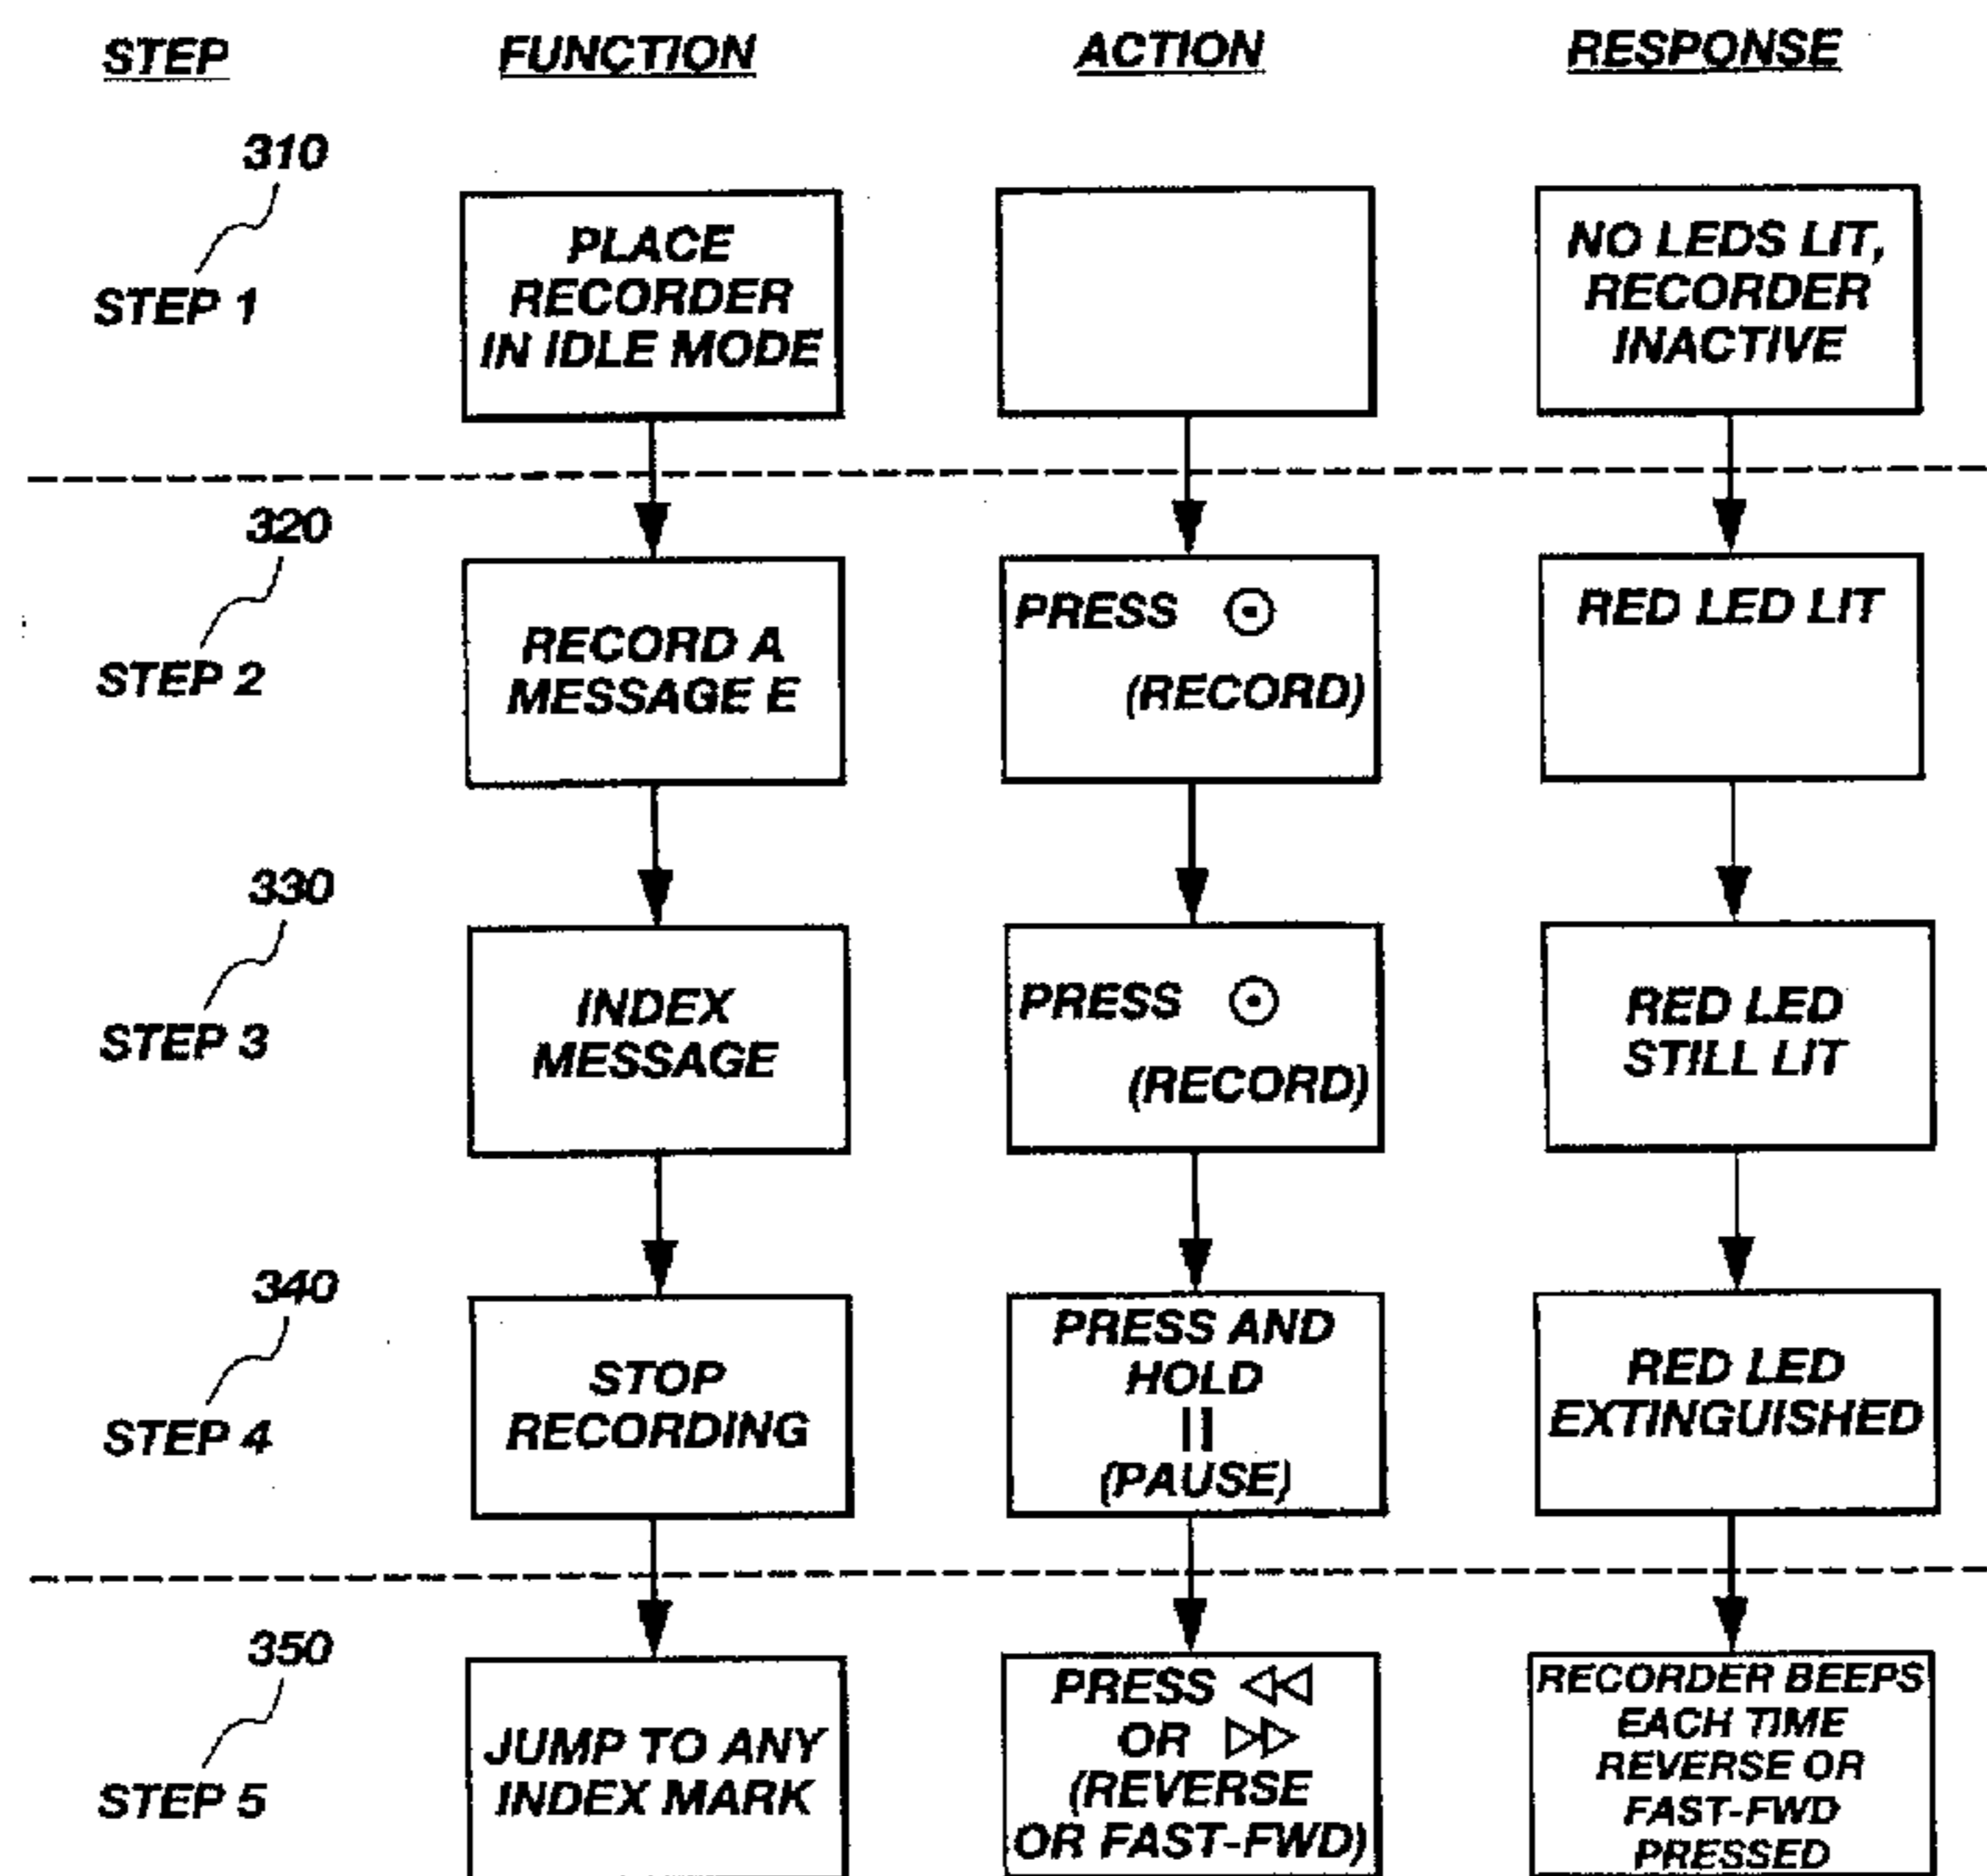 STEP FUNCTION ACTION RESPONSE
310
STEP 1
PLACE
RECORDER
IN IDLE MODE
NO LEDS LIT,
RECORDER
INACTIVE
320
STEP 2
RECORD A
MESSAGE E
PRESS
(RECORD)
RED LED LIT
330
STEP 3
INDEX
MESSAGE
PRESS
(RECORD)
RED LED
STILL LIT
340
STEP 4
STOP
RECORDING
PRESS AND
HOLD
(PAUSE)
RED LED
EXTINGUISHED
350
STEP 5
JUMP TO ANY
INDEX MARK
PRESS
OR
(REVERSE
OR FAST-FWD)
RECORDER BEEPS
EACH TIME
REVERSE OR
FAST-FWD
PRESSED